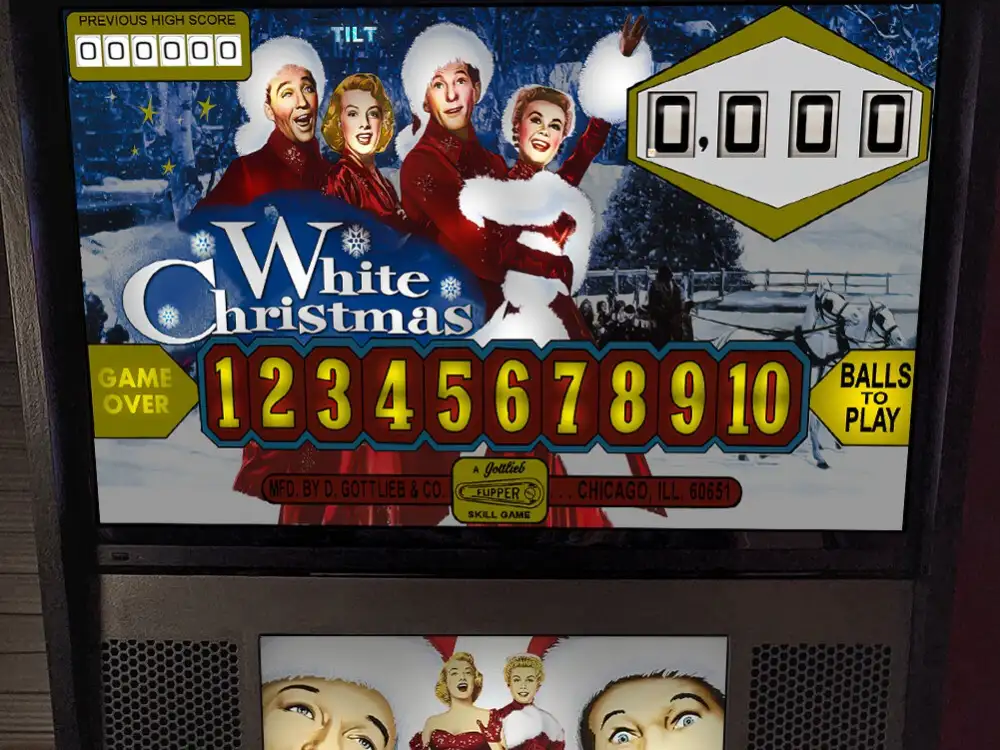 PREVIOUS HIGH SCORE
000000
TILT
0,000
White
Christmas
GAME
OVER
1 2 3 4 5 6 7 8 9 10
BALLS
TO
PLAY
A Gottlieb
MFD. BY D. GOTTLIEB & CO. FLIPPER ... CHICAGO, ILL. 60651
SKILL GAME